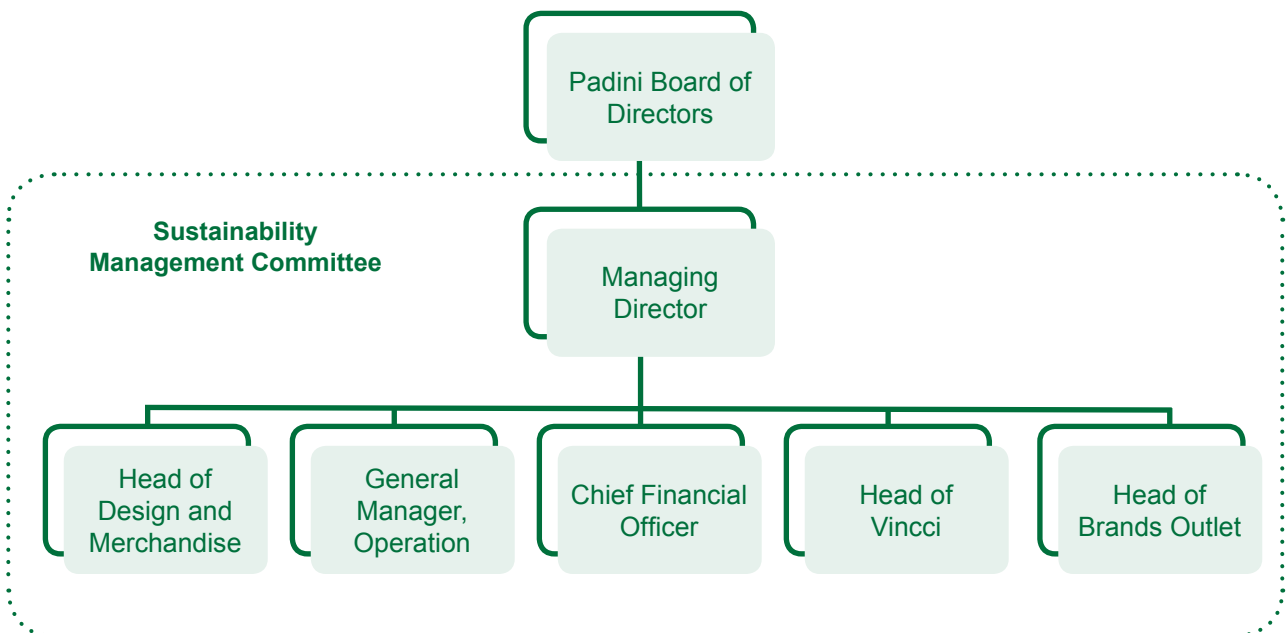 Padini Board of
Directors
Sustainability
Management Committee
Managing
Director
Head of
Design and
Merchandise
General
Manager,
Operation
Chief Financial
Officer
Head of
Vincci
Head of
Brands Outlet